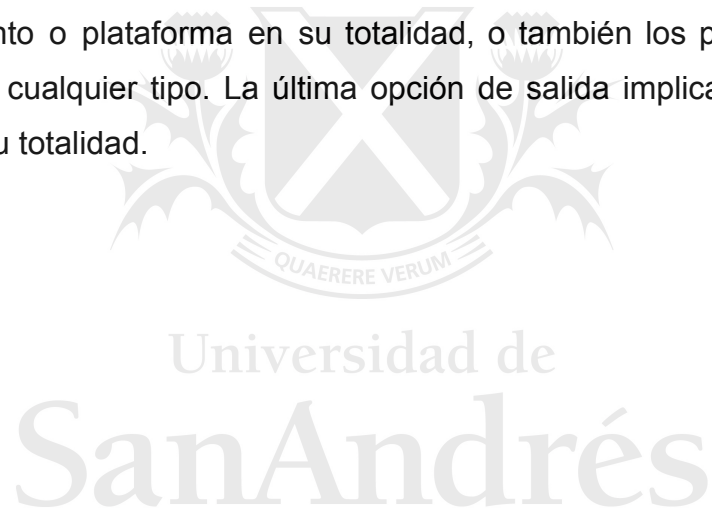 nto o plataforma en su totalidad, o también los p
cualquier tipo. La última opción de salida implica
u totalidad.
QUAERERE VERUM
Universidad de
SanAndrés